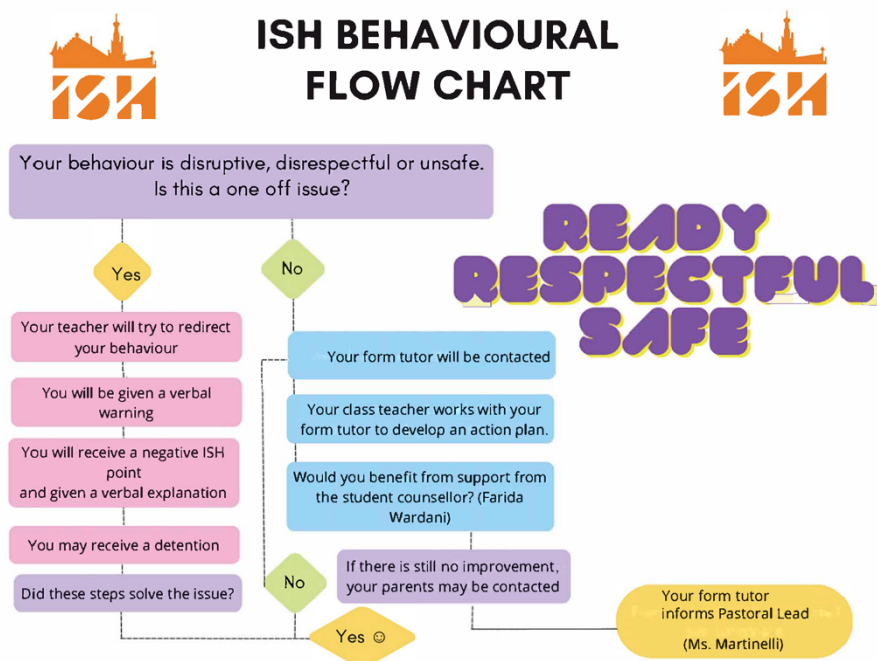 ISH BEHAVIOURAL
FLOW CHART
ISH
ISH
Your behaviour is disruptive, disrespectful or unsafe.
Is this a one off issue?
READY
RESPECTFUL
SAFE
Yes
No
Your teacher will try to redirect
your behaviour
You will be given a verbal
warning
You will receive a negative ISH
point
and given a verbal explanation
You may receive a detention
Did these steps solve the issue?
Your form tutor will be contacted
Your class teacher works with your
form tutor to develop an action plan.
Would you benefit from support from
the student counsellor? (Farida
Wardani)
No
Yes ☺
If there is still no improvement,
your parents may be contacted
Your form tutor
informs Pastoral Lead
(Ms. Martinelli)